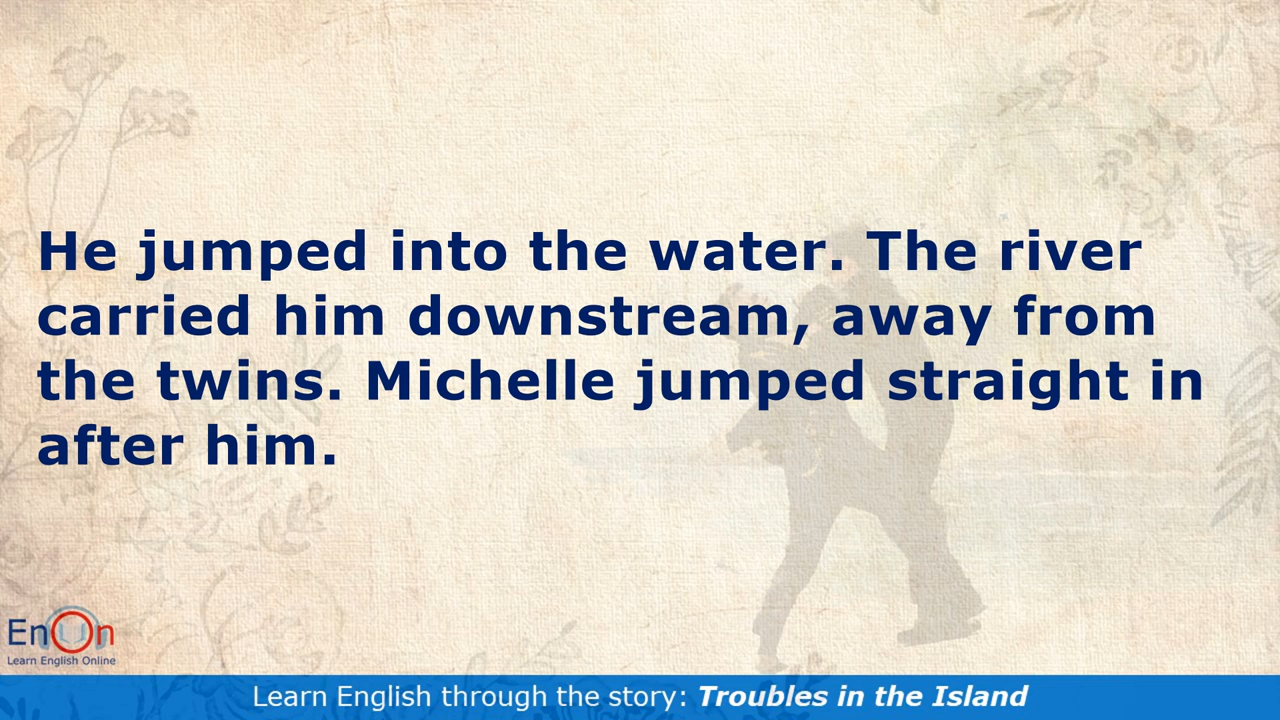 He jumped into the water. The river
carried him downstream, away from
the twins. Michelle jumped straight in
after him.
EnOn
Learn English Online
Learn English through the story: Troubles in the Island